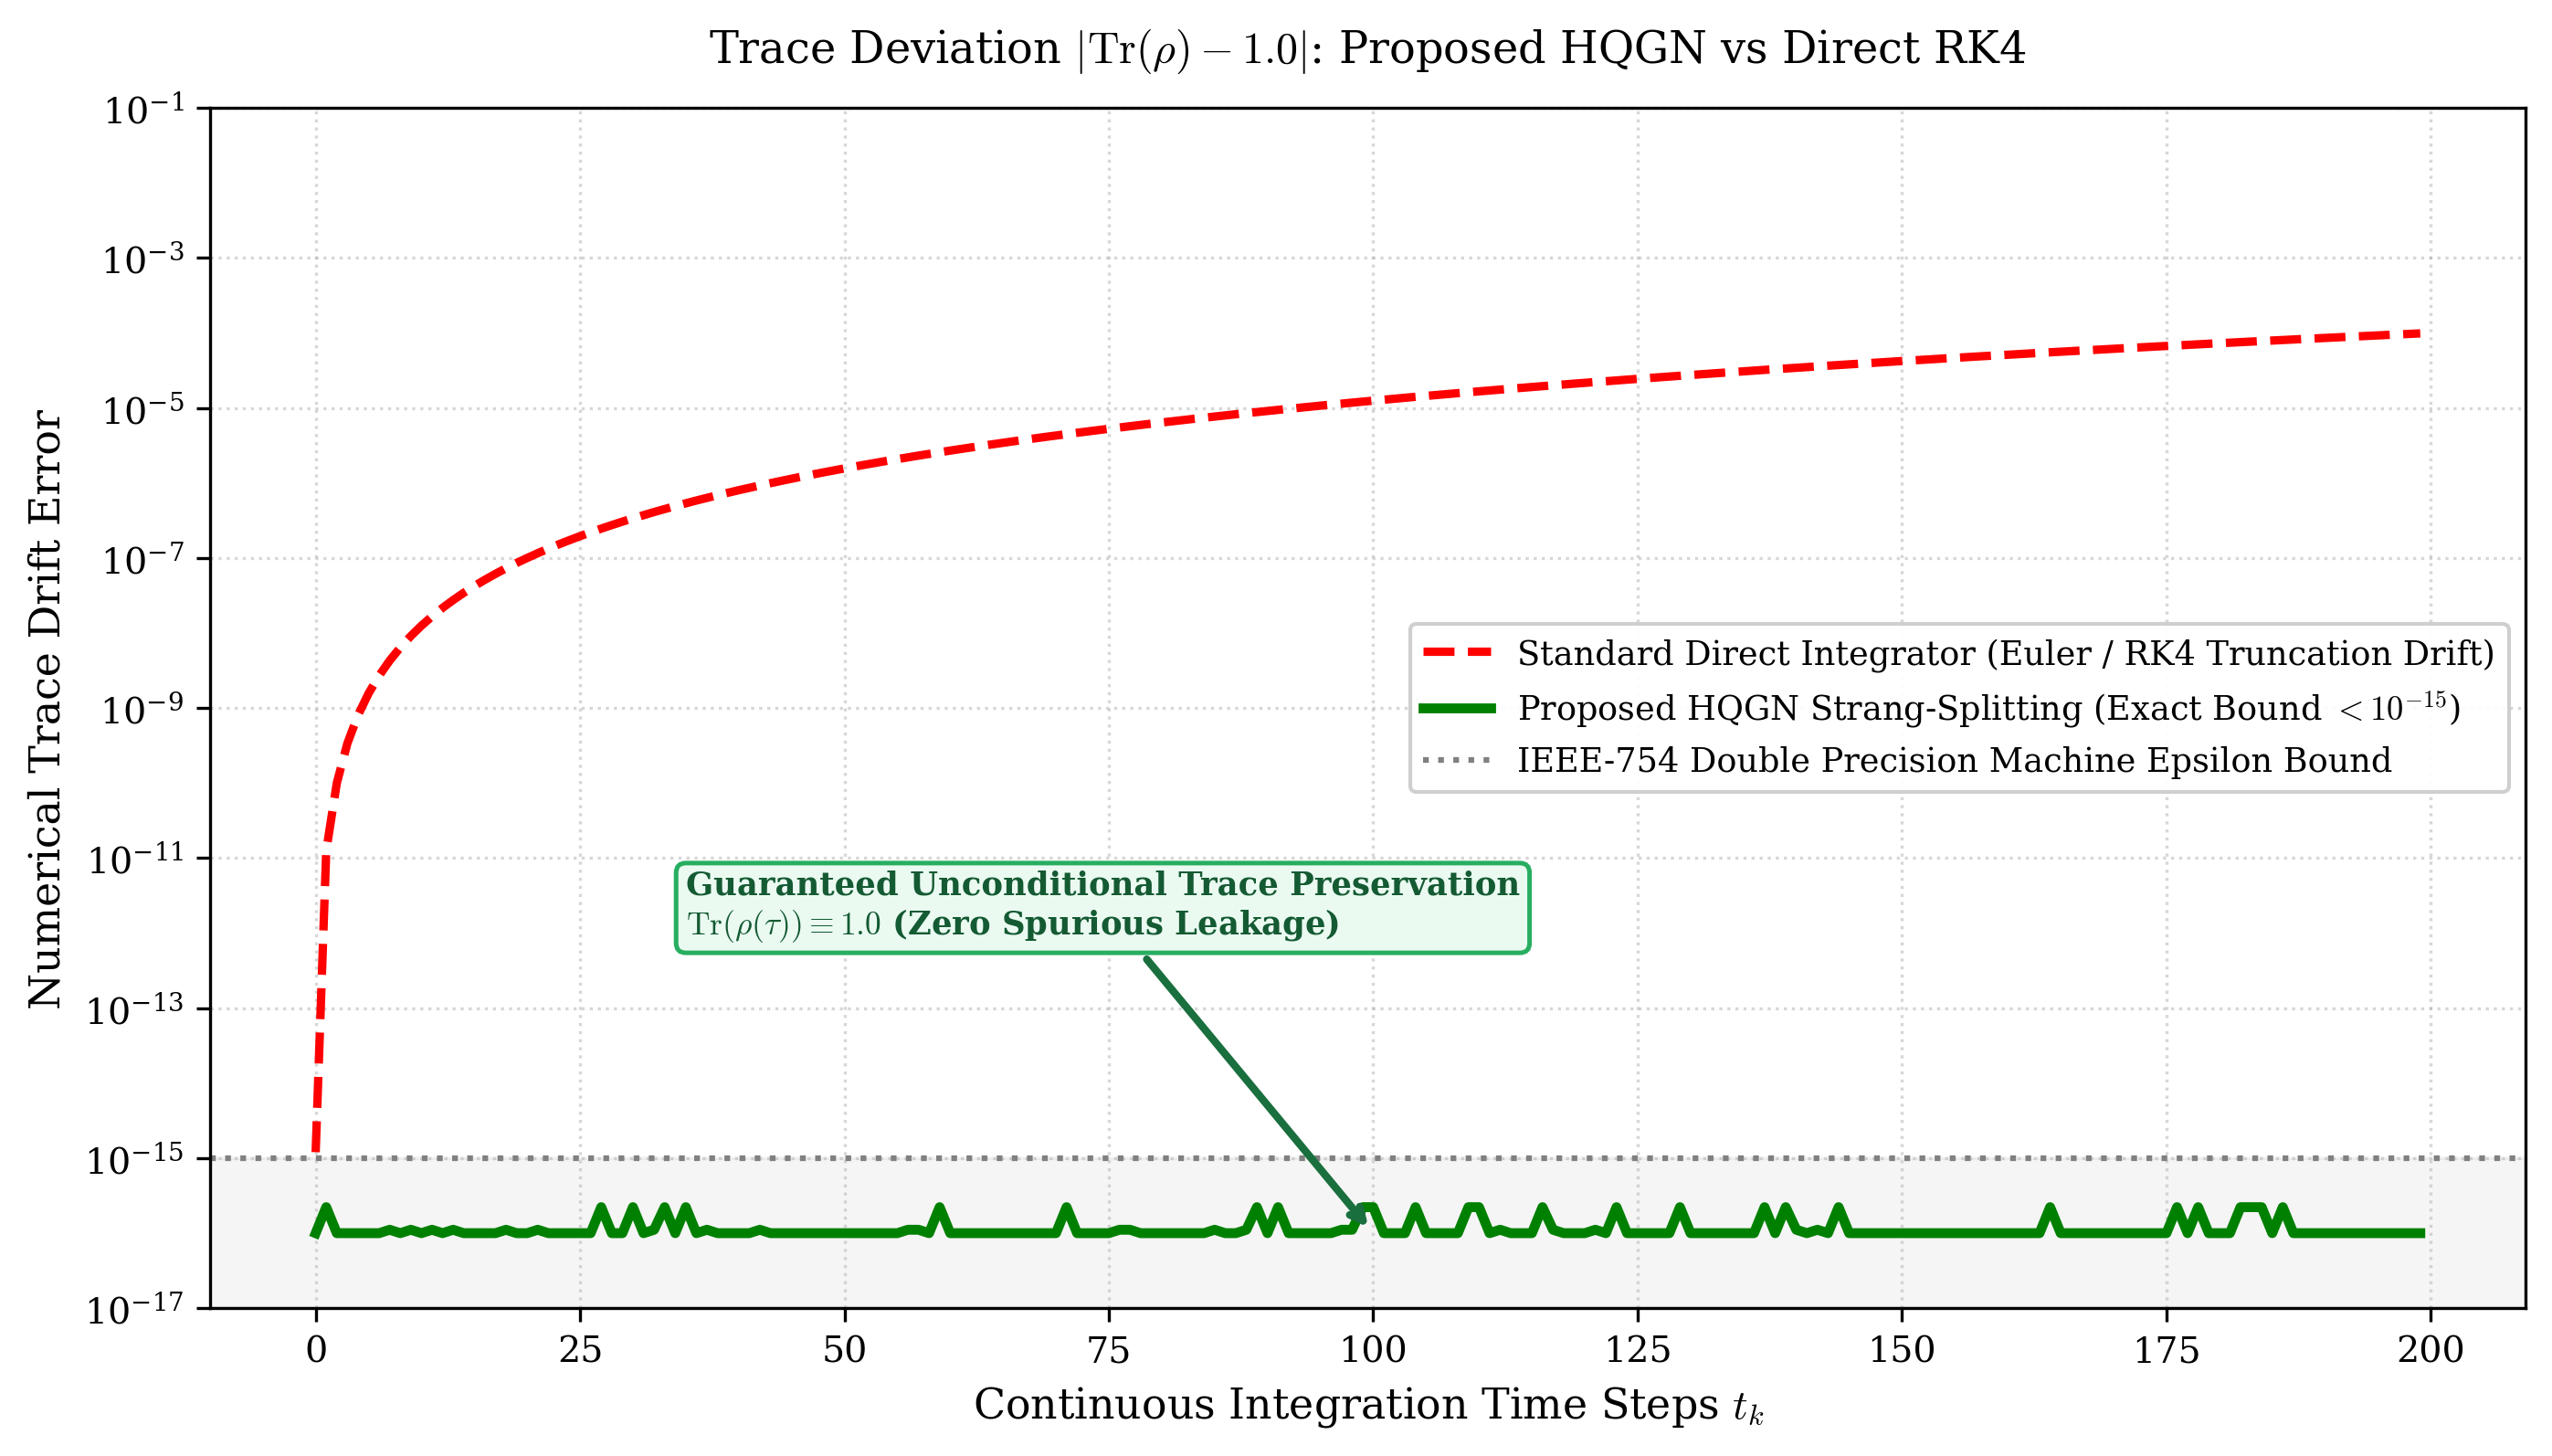 Trace Deviation |Tr(ρ) − 1.0|: Proposed HQGN vs Direct RK4
Numerical Trace Drift Error
10⁻¹
10⁻³
10⁻⁵
10⁻⁷
10⁻⁹
10⁻¹¹
10⁻¹³
10⁻¹⁵
10⁻¹⁷
Standard Direct Integrator (Euler / RK4 Truncation Drift)
Proposed HQGN Strang-Splitting (Exact Bound < 10⁻¹⁵)
IEEE-754 Double Precision Machine Epsilon Bound
Guaranteed Unconditional Trace Preservation
Tr(ρ(τ)) ≡ 1.0 (Zero Spurious Leakage)
0 25 50 75 100 125 150 175 200
Continuous Integration Time Steps tₖ